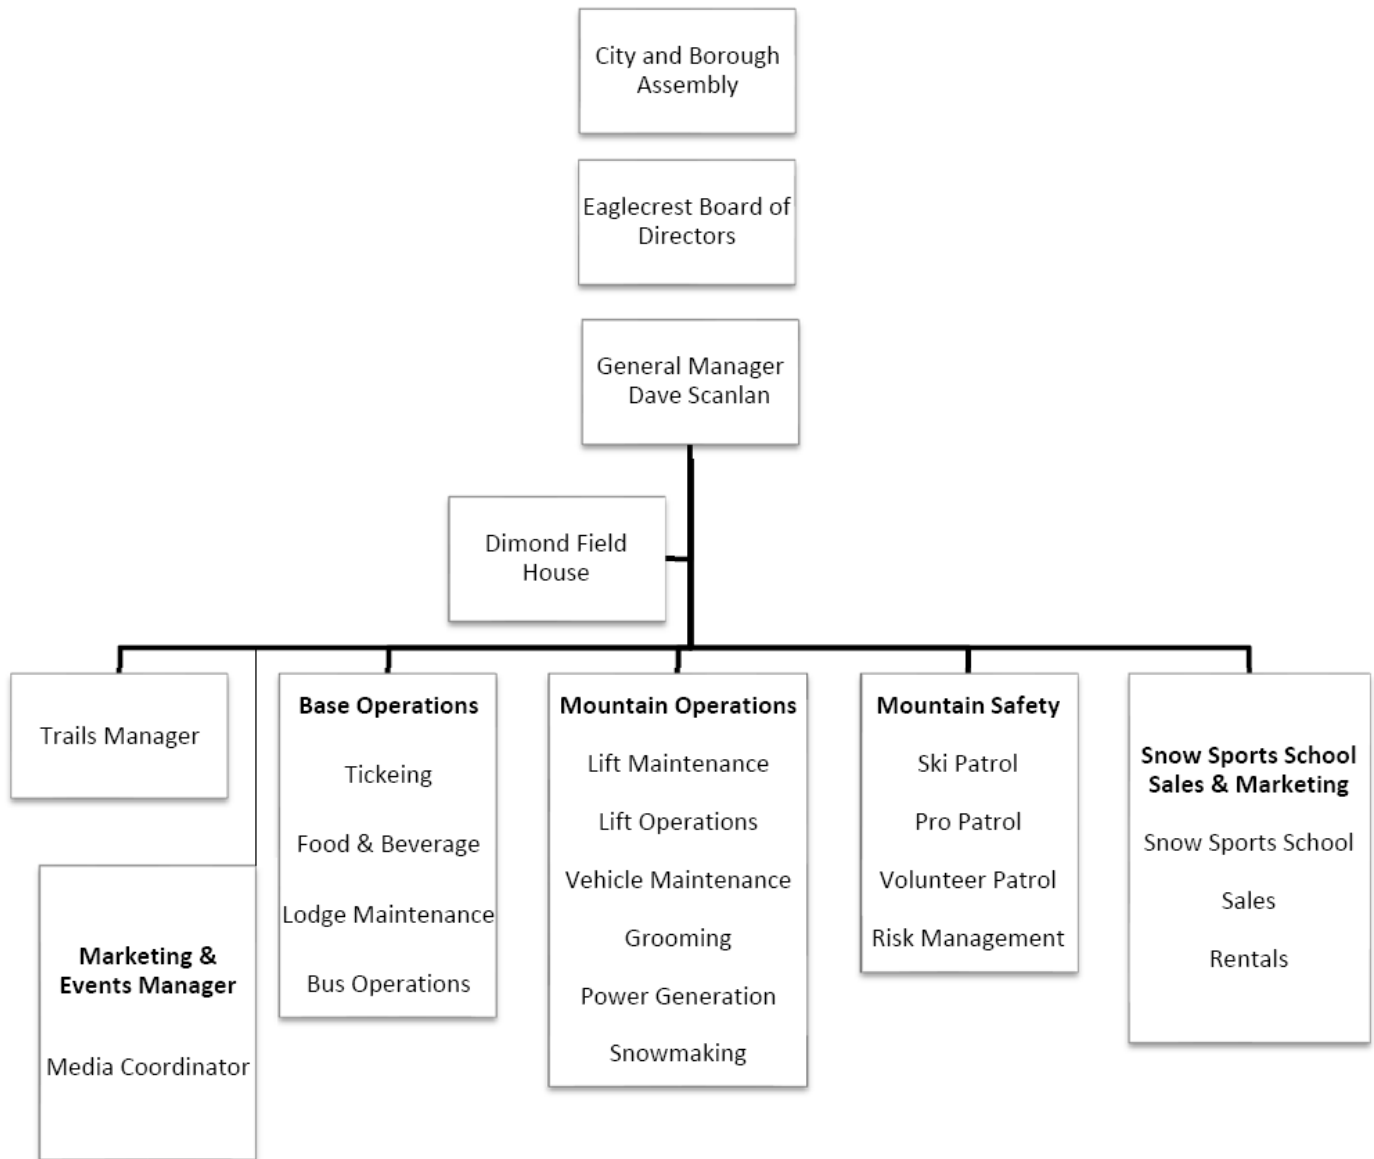 City and Borough
Assembly
Eaglecrest Board of
Directors
General Manager
Dave Scanlan
Dimond Field
House
Trails Manager
Marketing &
Events Manager
Media Coordinator
Base Operations
Tickeing
Food & Beverage
Lodge Maintenance
Bus Operations
Mountain Operations
Lift Maintenance
Lift Operations
Vehicle Maintenance
Grooming
Power Generation
Snowmaking
Mountain Safety
Ski Patrol
Pro Patrol
Volunteer Patrol
Risk Management
Snow Sports School
Sales & Marketing
Snow Sports School
Sales
Rentals